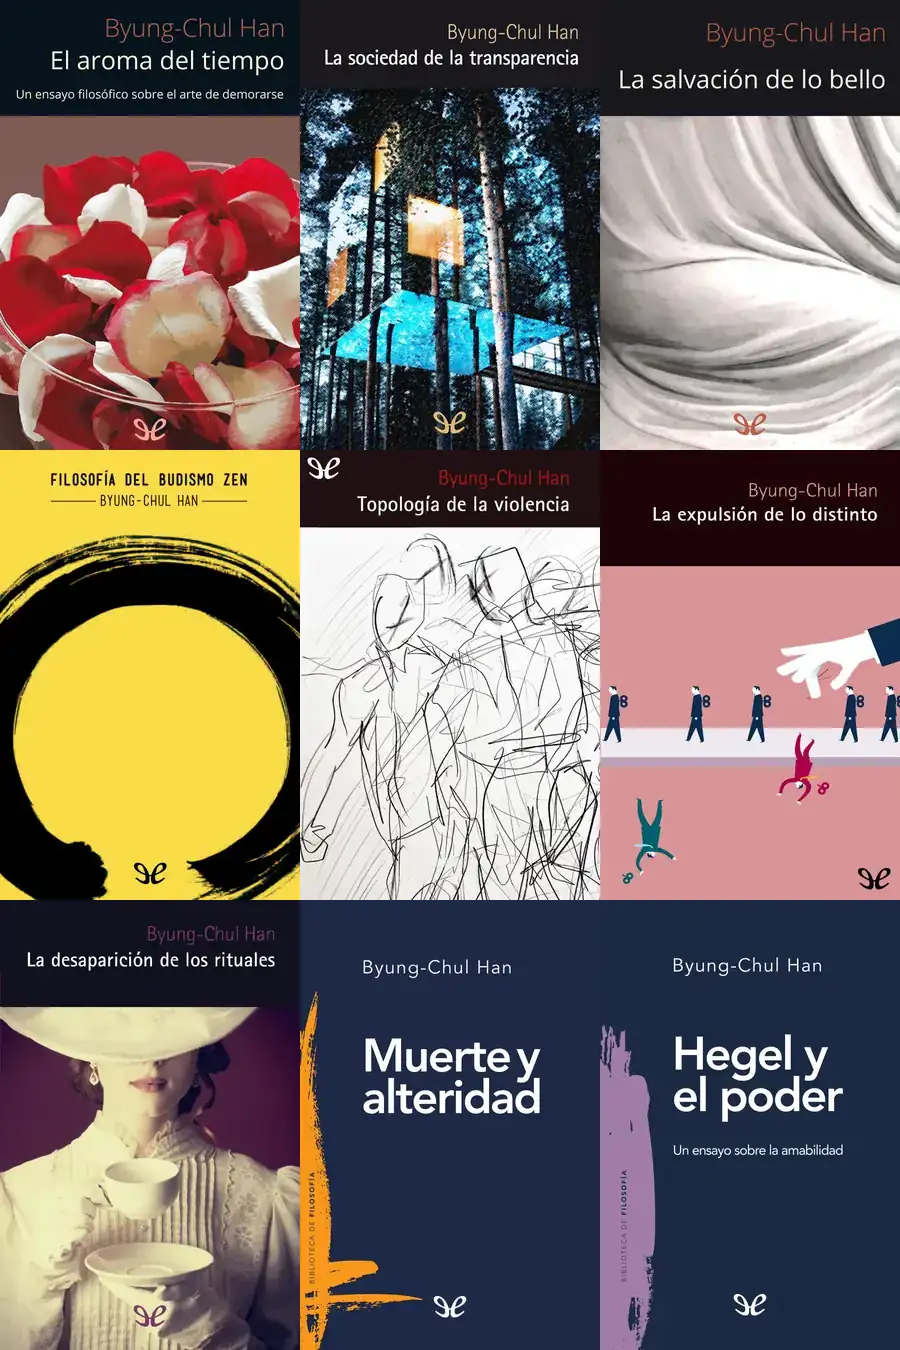 Byung-Chul Han
El aroma del tiempo
Un ensayo filosófico sobre el arte de demorarse
Byung-Chul Han
La sociedad de la transparencia
Byung-Chul Han
La salvación de lo bello
FILOSOFÍA DEL BUDISMO ZEN
BYUNG-CHUL HAN
Byung-Chul Han
Topología de la violencia
Byung-Chul Han
La expulsión de lo distinto
Byung-Chul Han
La desaparición de los rituales
Byung-Chul Han
Muerte y
alteridad
BIBLIOTECA DE FILOSOFÍA
Byung-Chul Han
Hegel y
el poder
Un ensayo sobre la amabilidad
BIBLIOTECA DE FILOSOFÍA